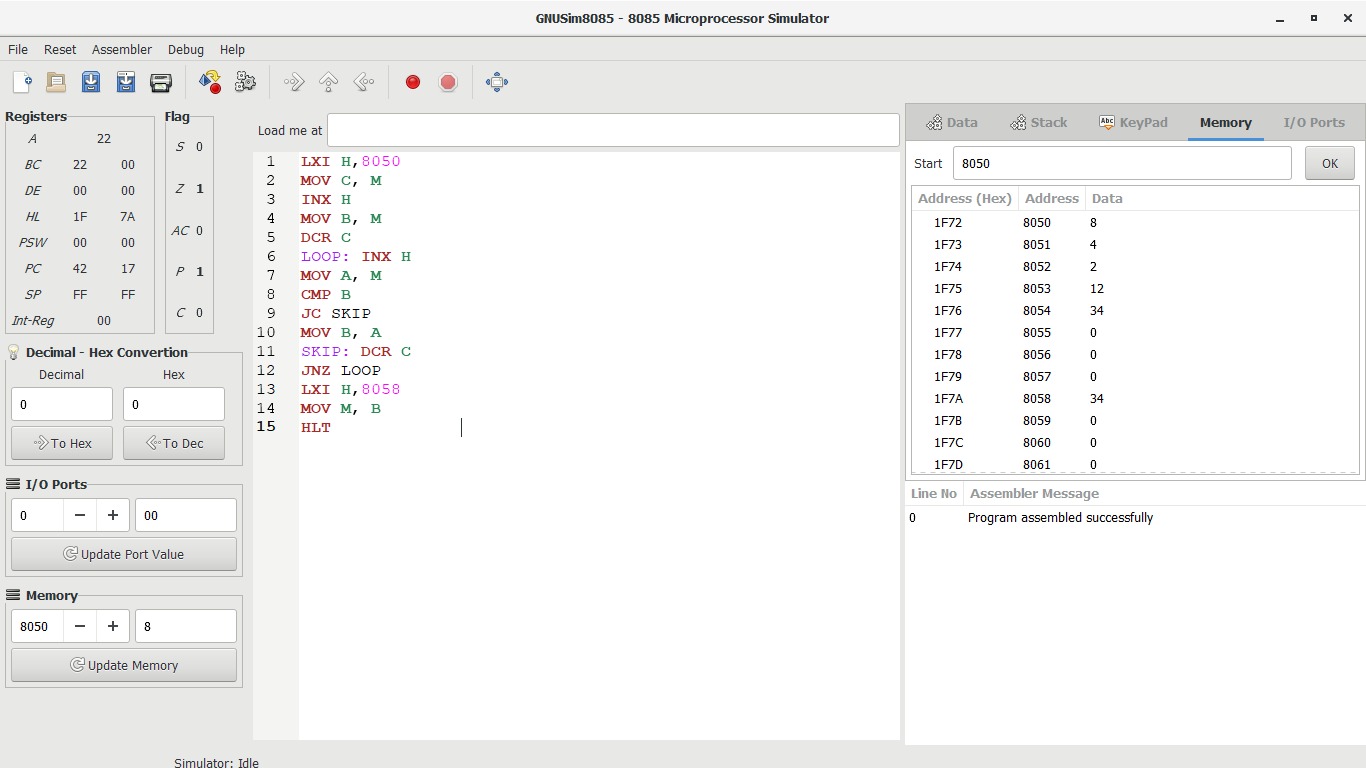 GNUSim8085 - 8085 Microprocessor Simulator
File Reset Assembler Debug Help
Registers
A 22
BC 22 00
DE 00 00
HL 1F 7A
PSW 00 00
PC 42 17
SP FF FF
Int-Reg 00
Flag
S 0
Z 1
AC 0
P 1
C 0
Decimal - Hex Convertion
Decimal Hex
0 0
To Hex To Dec
I/O Ports
0 − + 00
Update Port Value
Memory
8050 − + 8
Update Memory
Load me at
1 LXI H,8050
2 MOV C, M
3 INX H
4 MOV B, M
5 DCR C
6 LOOP: INX H
7 MOV A, M
8 CMP B
9 JC SKIP
10 MOV B, A
11 SKIP: DCR C
12 JNZ LOOP
13 LXI H,8058
14 MOV M, B
15 HLT
Data Stack Abc KeyPad Memory I/O Ports
Start 8050 OK
Address (Hex) Address Data
1F72 8050 8
1F73 8051 4
1F74 8052 2
1F75 8053 12
1F76 8054 34
1F77 8055 0
1F78 8056 0
1F79 8057 0
1F7A 8058 34
1F7B 8059 0
1F7C 8060 0
1F7D 8061 0
Line No Assembler Message
0 Program assembled successfully
Simulator: Idle